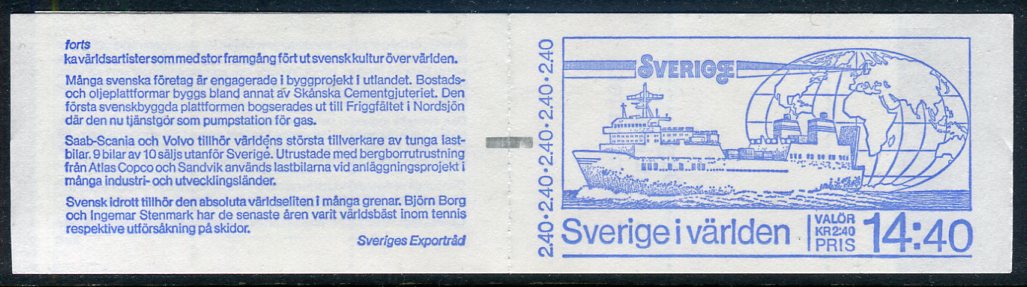 forts
ka världsartister som med stor framgång fört ut svensk kultur över världen.
Många svenska företag är engagerade i byggprojekt i utlandet. Bostads-
och oljeplattformar byggs bland annat av Skånska Cementgjuteriet. Den
första svenskbyggda plattformen bogserades ut till Friggfältet i Nordsjön
där den nu tjänstgör som pumpstation för gas.
Saab-Scania och Volvo tillhör världens största tillverkare av tunga last-
bilar. 9 bilar av 10 säljs utanför Sverige. Utrustade med bergborrutrustning
från Atlas Copco och Sandvik används lastbilarna vid anläggningsprojekt i
många industri- och utvecklingsländer.
Svensk idrott tillhör den absoluta världseliten i många grenar. Björn Borg
och Ingemar Stenmark har de senaste åren varit världsbäst inom tennis
respektive utförsåkning på skidor.
Sveriges Exportråd
2.40 · 2.40 · 2.40 · 2.40 · 2.40 · 2.40
SVERIGE
Sverige i världen
VALÖR
KR 2:40
PRIS
14:40